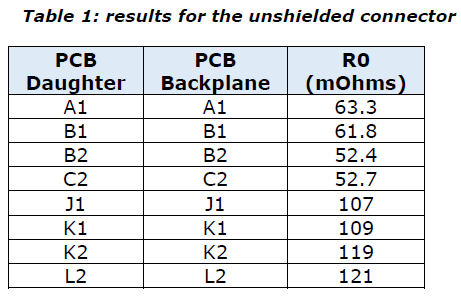 Table 1: results for the unshielded connector
PCB Daughter PCB Backplane R0 (mOhms)
A1 A1 63.3
B1 B1 61.8
B2 B2 52.4
C2 C2 52.7
J1 J1 107
K1 K1 109
K2 K2 119
L2 L2 121